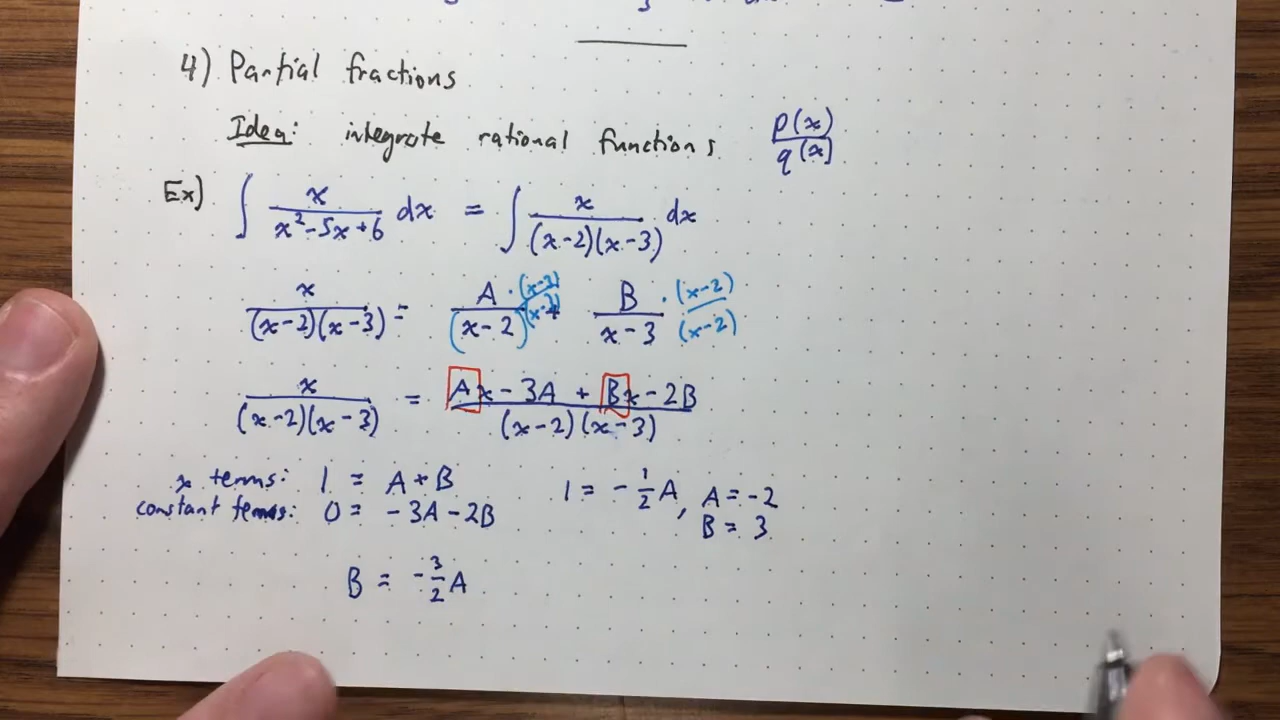 4) Partial fractions
Idea: integrate rational functions p(x)/q(x)
Ex) ∫ x/(x²-5x+6) dx = ∫ x/((x-2)(x-3)) dx
x/((x-2)(x-3)) = A/(x-2) · (x-3)/(x-3) + B/(x-3) · (x-2)/(x-2)
x/((x-2)(x-3)) = (Ax-3A + Bx-2B)/((x-2)(x-3))
x terms: 1 = A+B 1 = -1/2 A, A = -2
constant terms: 0 = -3A-2B B = 3
B = -3/2 A